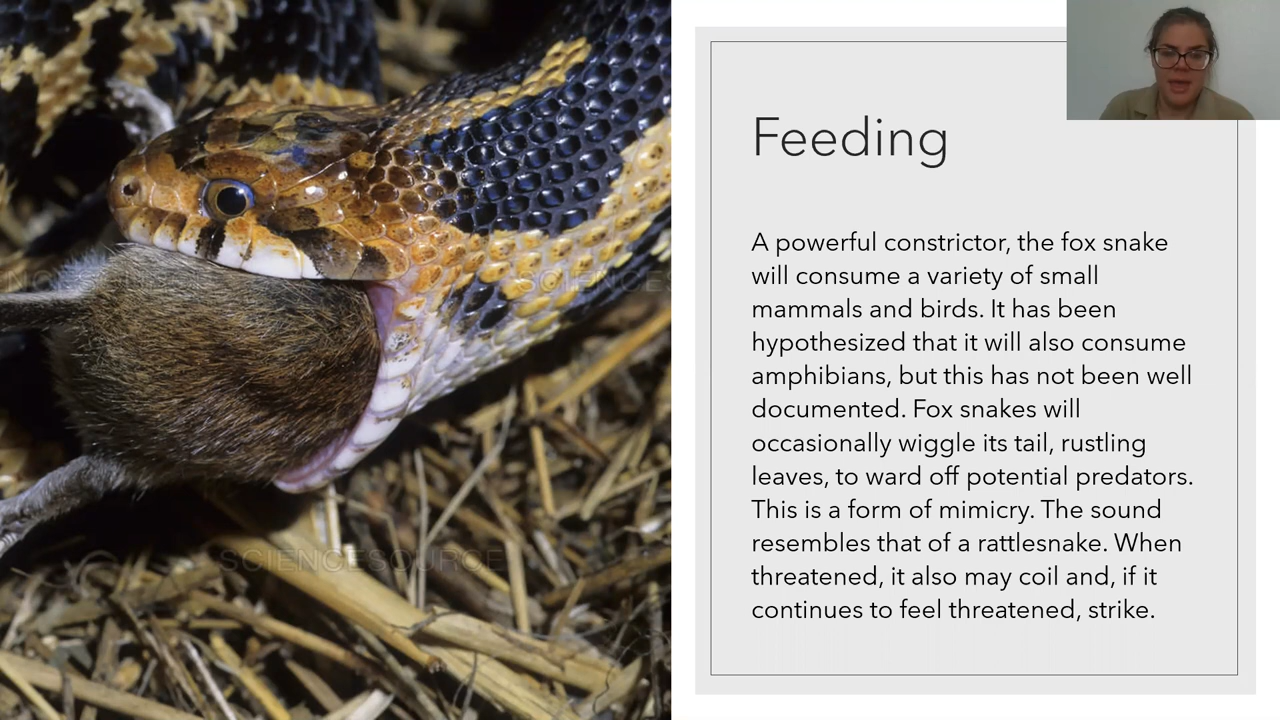 Feeding
A powerful constrictor, the fox snake
will consume a variety of small
mammals and birds. It has been
hypothesized that it will also consume
amphibians, but this has not been well
documented. Fox snakes will
occasionally wiggle its tail, rustling
leaves, to ward off potential predators.
This is a form of mimicry. The sound
resembles that of a rattlesnake. When
threatened, it also may coil and, if it
continues to feel threatened, strike.
SCIENCESOURCE